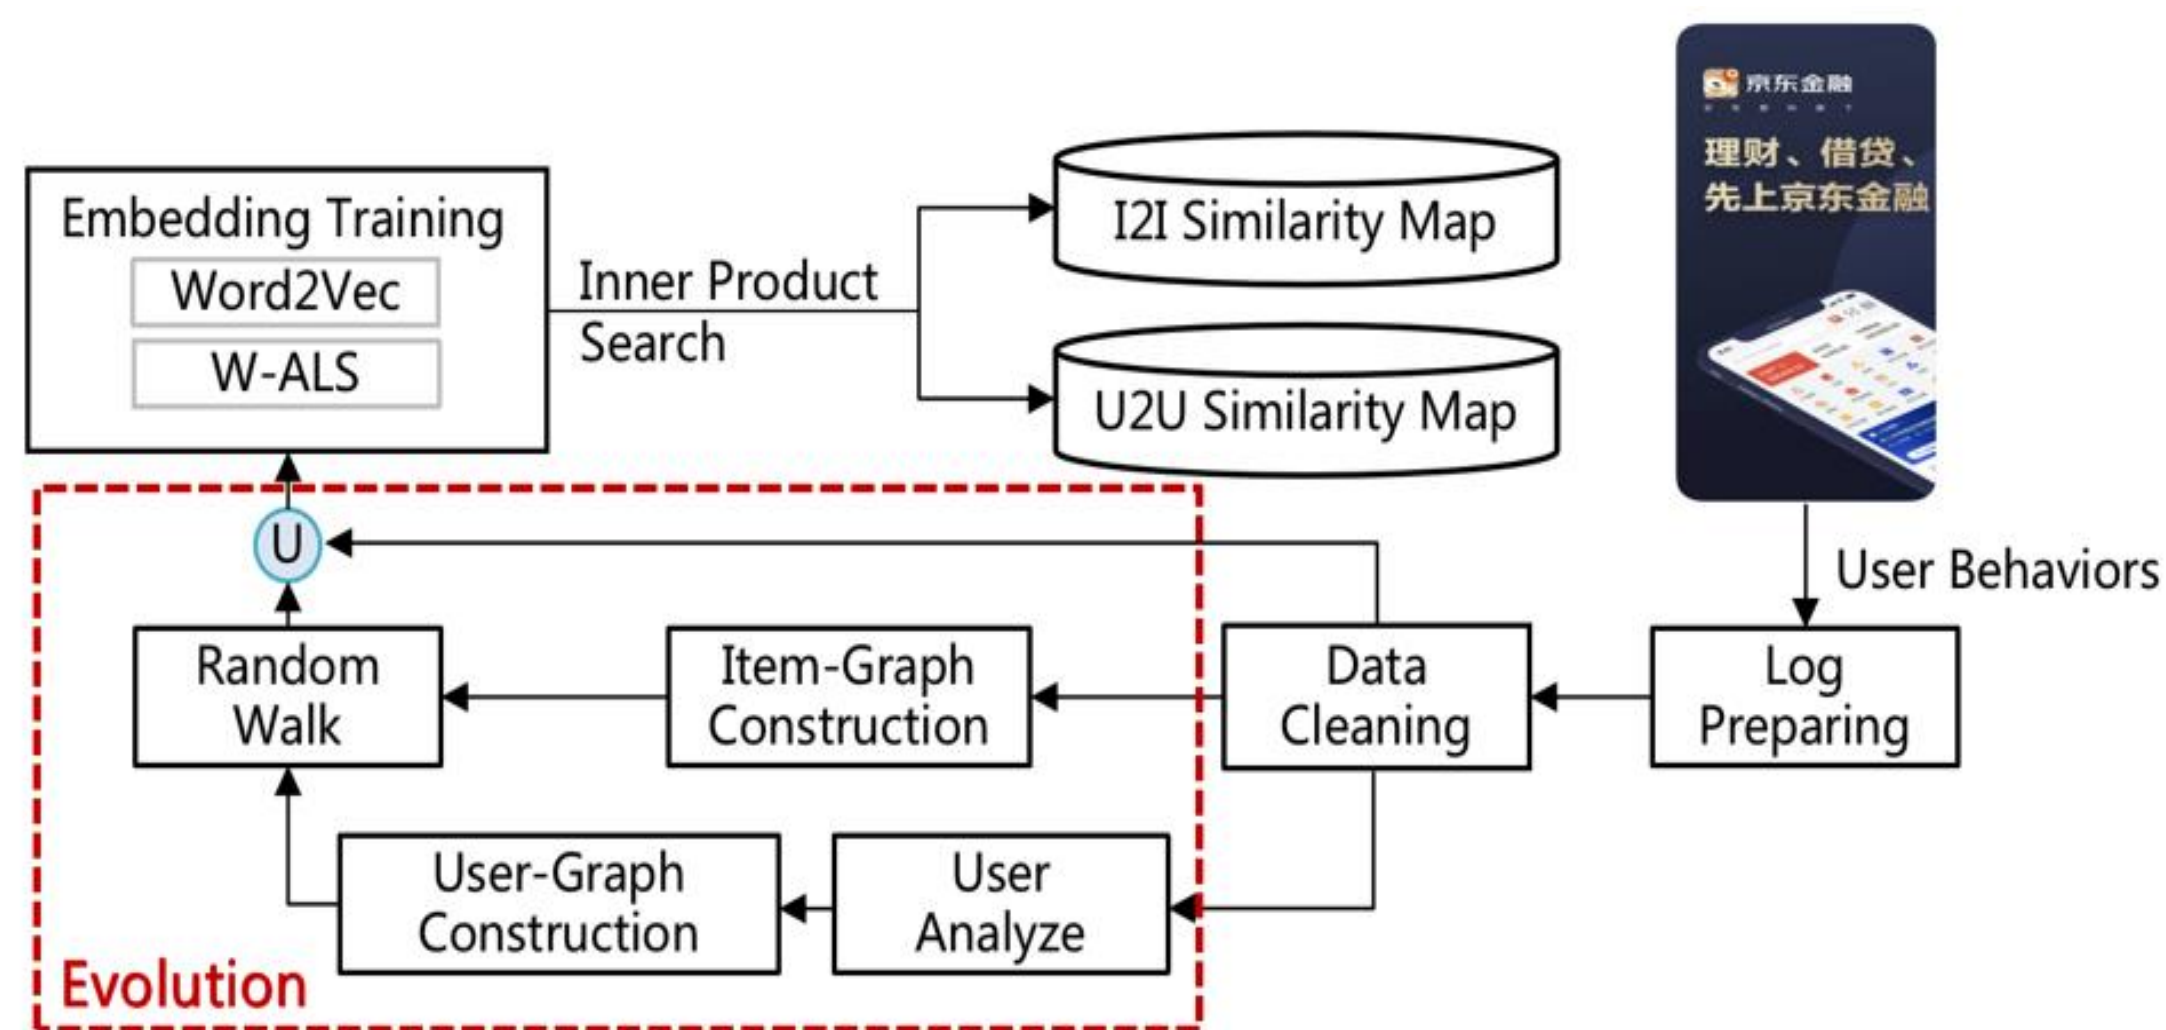 京东金融
理财、借贷、
先上京东金融
Embedding Training
Word2Vec
W-ALS
Inner Product
Search
I2I Similarity Map
U2U Similarity Map
User Behaviors
U
Random
Walk
Item-Graph
Construction
Data
Cleaning
Log
Preparing
User-Graph
Construction
User
Analyze
Evolution